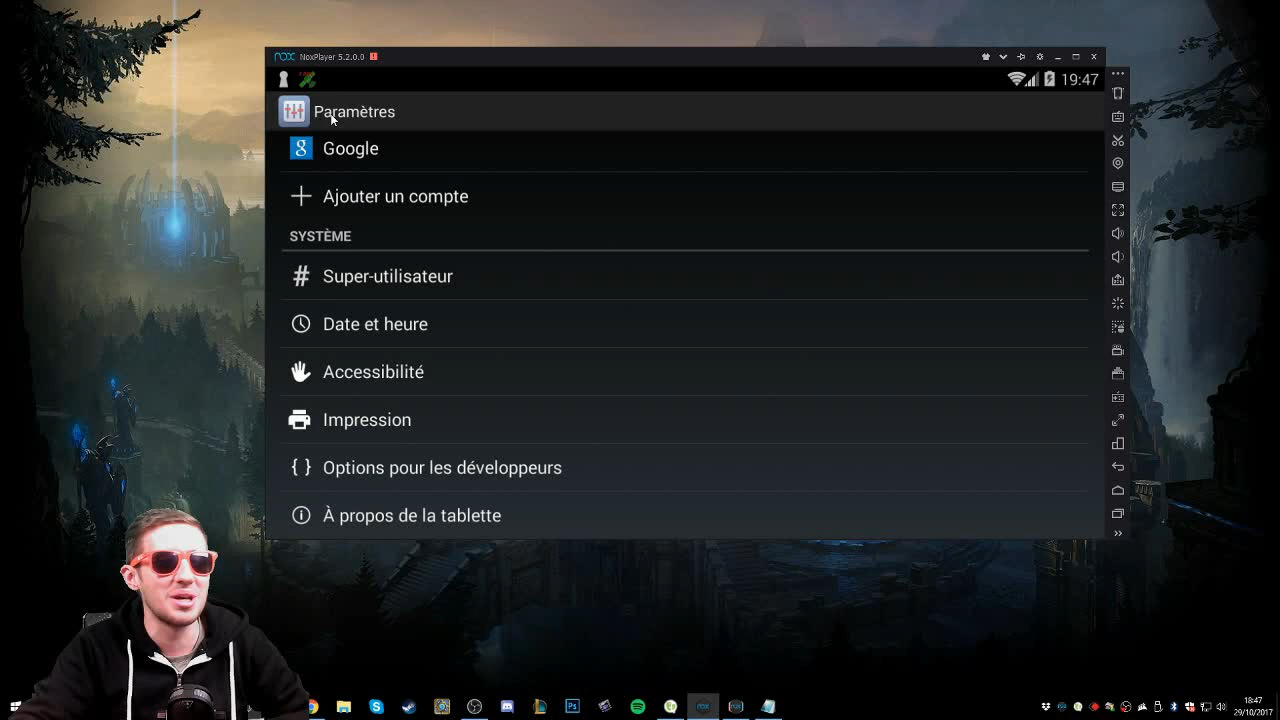 nox NoxPlayer 5.2.0.0
19:47
Paramètres
Google
Ajouter un compte
SYSTÈME
Super-utilisateur
Date et heure
Accessibilité
Impression
Options pour les développeurs
À propos de la tablette
18:47
29/10/2017